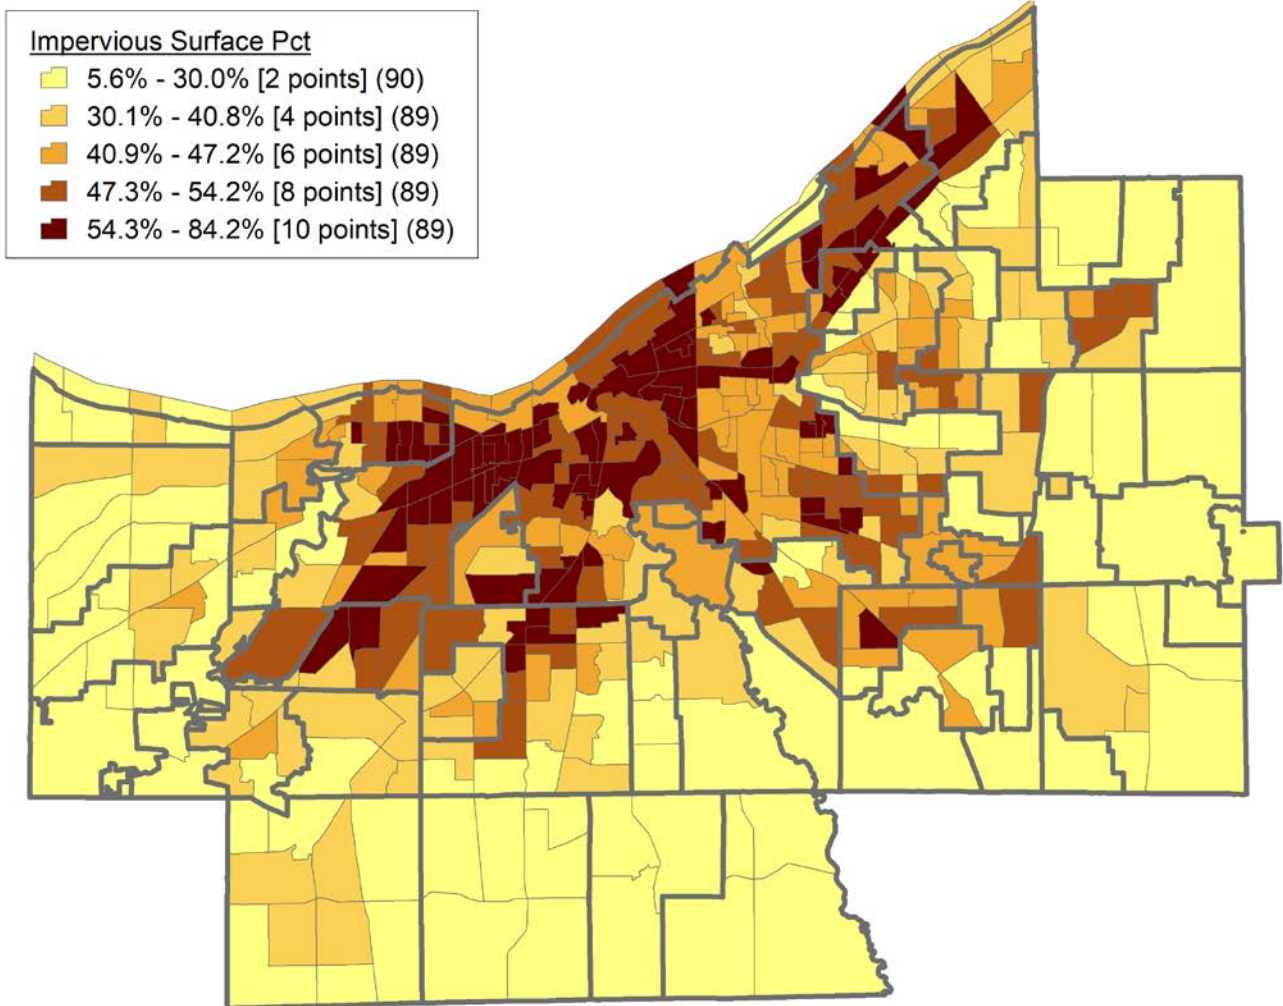 Impervious Surface Pct
5.6% - 30.0% [2 points] (90)
30.1% - 40.8% [4 points] (89)
40.9% - 47.2% [6 points] (89)
47.3% - 54.2% [8 points] (89)
54.3% - 84.2% [10 points] (89)